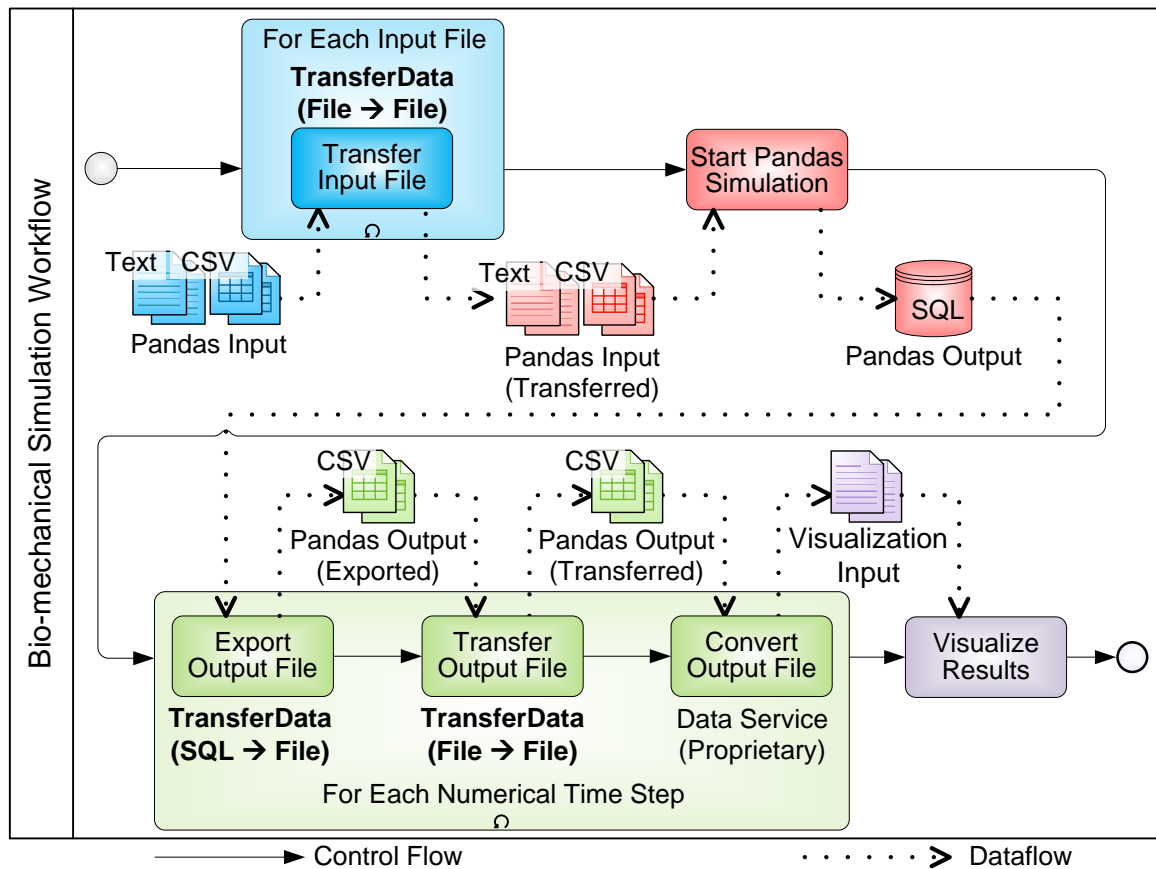 Bio-mechanical Simulation Workflow
For Each Input File
TransferData
(File → File)
Transfer
Input File
Start Pandas
Simulation
Text CSV
Pandas Input
Text CSV
Pandas Input
(Transferred)
SQL
Pandas Output
CSV
Pandas Output
(Exported)
CSV
Pandas Output
(Transferred)
Visualization
Input
Export
Output File
Transfer
Output File
Convert
Output File
Visualize
Results
TransferData
(SQL → File)
TransferData
(File → File)
Data Service
(Proprietary)
For Each Numerical Time Step
Control Flow
Dataflow